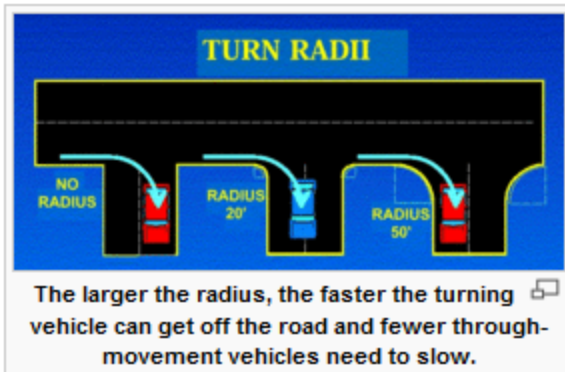 TURN RADII
NO
RADIUS
RADIUS
20'
RADIUS
50'
The larger the radius, the faster the turning
vehicle can get off the road and fewer through-
movement vehicles need to slow.